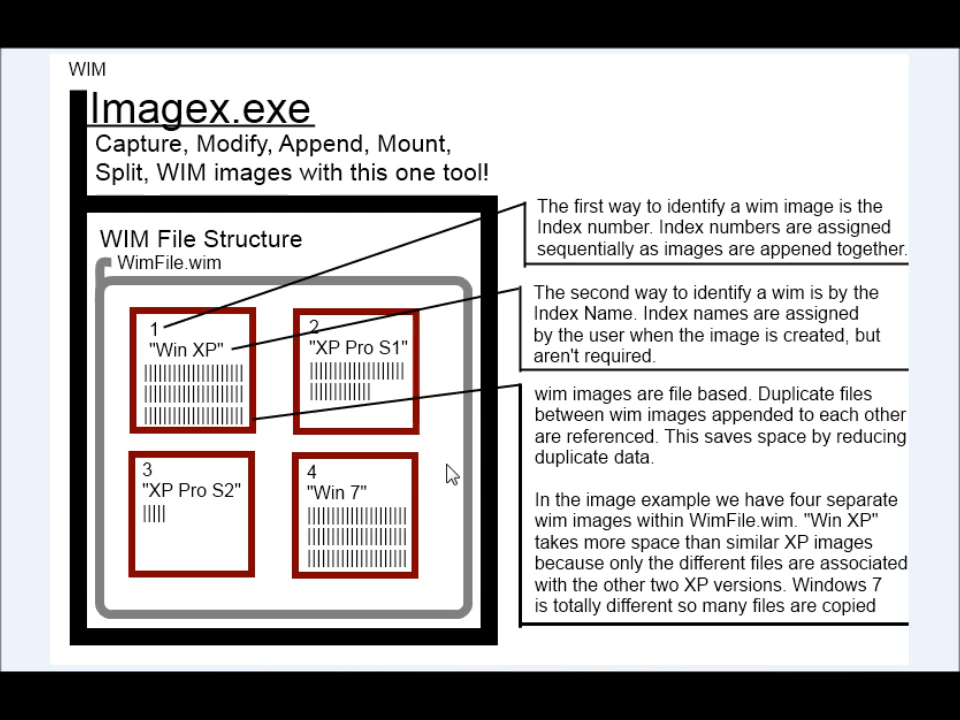 WIM
Imagex.exe
Capture, Modify, Append, Mount,
Split, WIM images with this one tool!
WIM File Structure
WimFile.wim
1
"Win XP"
2
"XP Pro S1"
3
"XP Pro S2"
4
"Win 7"
The first way to identify a wim image is the
Index number. Index numbers are assigned
sequentially as images are appened together.
The second way to identify a wim is by the
Index Name. Index names are assigned
by the user when the image is created, but
aren't required.
wim images are file based. Duplicate files
between wim images appended to each other
are referenced. This saves space by reducing
duplicate data.
In the image example we have four separate
wim images within WimFile.wim. "Win XP"
takes more space than similar XP images
because only the different files are associated
with the other two XP versions. Windows 7
is totally different so many files are copied